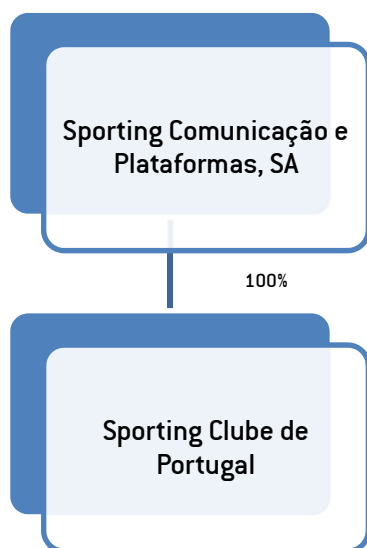 Sporting Comunicação e
Plataformas, SA
100%
Sporting Clube de
Portugal